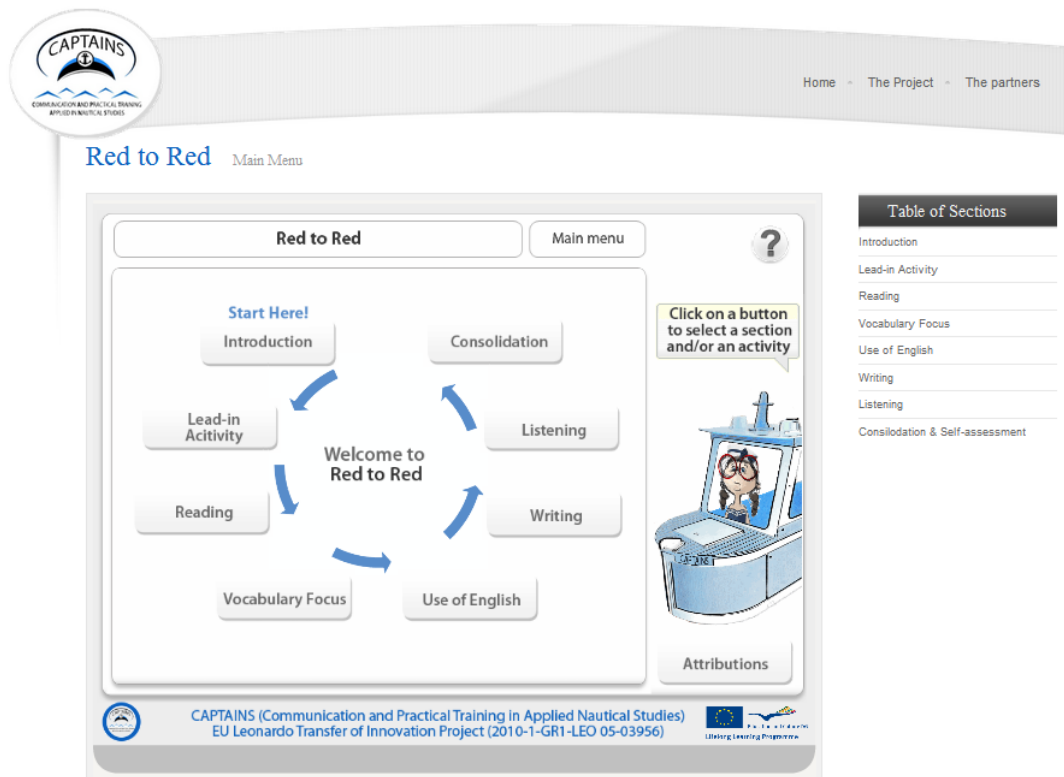 CAPTAINS
COMMUNICATION AND PRACTICAL TRAINING
APPLIED IN NAUTICAL STUDIES
Home
The Project
The partners
Red to Red
Main Menu
Table of Sections
Introduction
Lead-in Activity
Reading
Vocabulary Focus
Use of English
Writing
Listening
Consilodation & Self-assessment
Red to Red
Main menu
?
Start Here!
Introduction
Consolidation
Lead-in
Acitivity
Listening
Welcome to
Red to Red
Reading
Writing
Vocabulary Focus
Use of English
Click on a button
to select a section
and/or an activity
CAPTAINS
Attributions
CAPTAINS (Communication and Practical Training in Applied Nautical Studies)
EU Leonardo Transfer of Innovation Project (2010-1-GR1-LEO 05-03956)
Lifelong Learning Programme